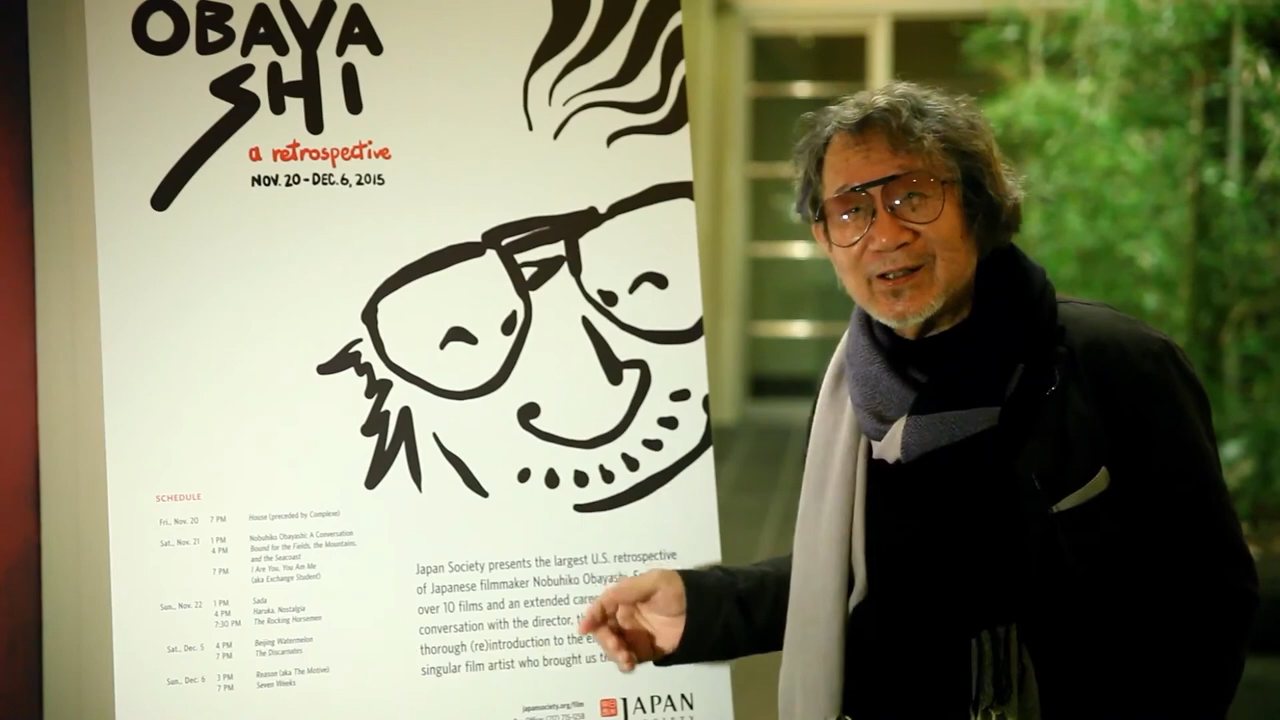 OBAYA
SHI
a retrospective
NOV. 20 - DEC. 6, 2015
SCHEDULE
Fri., Nov. 20 7 PM House (preceded by Complexe)
Sat., Nov. 21 1 PM Nobuhiko Obayashi: A Conversation
4 PM Bound for the Fields, the Mountains,
and the Seacoast
7 PM I Are You, You Am Me
(aka Exchange Student)
Sun., Nov. 22 1 PM Sada
4 PM Haruka, Nostalgia
7:30 PM The Rocking Horsemen
Sat., Dec. 5 4 PM Beijing Watermelon
7 PM The Discarnates
Sun., Dec. 6 3 PM Reason (aka The Motive)
7 PM Seven Weeks
Japan Society presents the largest U.S. retrospective
of Japanese filmmaker Nobuhiko Obayashi.
over 10 films and an extended
conversation with the director,
thorough (re)introduction to the
singular film artist who brought us
japansociety.org/film
JAPAN